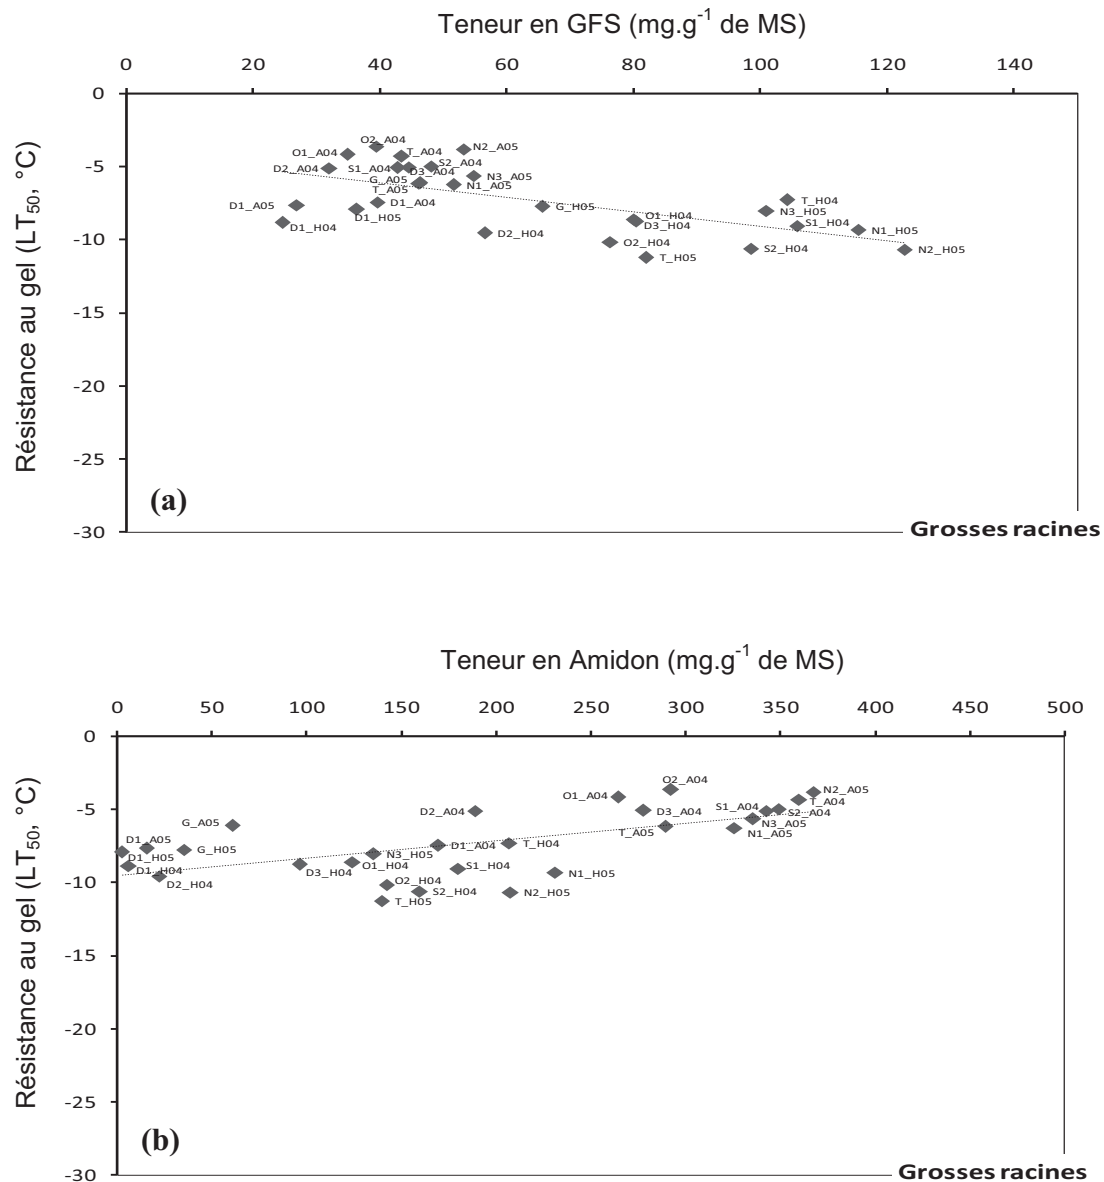 Teneur en GFS (mg.g-1 de MS)
0 20 40 60 80 100 120 140
0
-5
-10
-15
-20
-25
-30
Résistance au gel (LT50, °C)
O2_A04
O1_A04
T_A04
N2_A05
D2_A04
S1_A04
S2_A04
D3_A04
G_A05
N3_A05
T_A05
N1_A05
D1_A05
D1_A04
D1_H05
D1_H04
G_H05
D2_H04
O1_H04
D3_H04
O2_H04
T_H05
T_H04
N3_H05
S1_H04
N1_H05
S2_H04
N2_H05
(a)
Grosses racines
Teneur en Amidon (mg.g-1 de MS)
0 50 100 150 200 250 300 350 400 450 500
0
-5
-10
-15
-20
-25
-30
Résistance au gel (LT50, °C)
O2_A04
O1_A04
N2_A05
T_A04
D2_A04
D3_A04
S1_A04
S2_A04
G_A05
T_A05
N3_A05
N1_A05
D1_A05
D1_H05
G_H05
D1_H04
D2_H04
D1_A04
T_H04
N3_H05
O1_H04
D3_H04
S1_H04
N1_H05
O2_H04
S2_H04
N2_H05
T_H05
(b)
Grosses racines